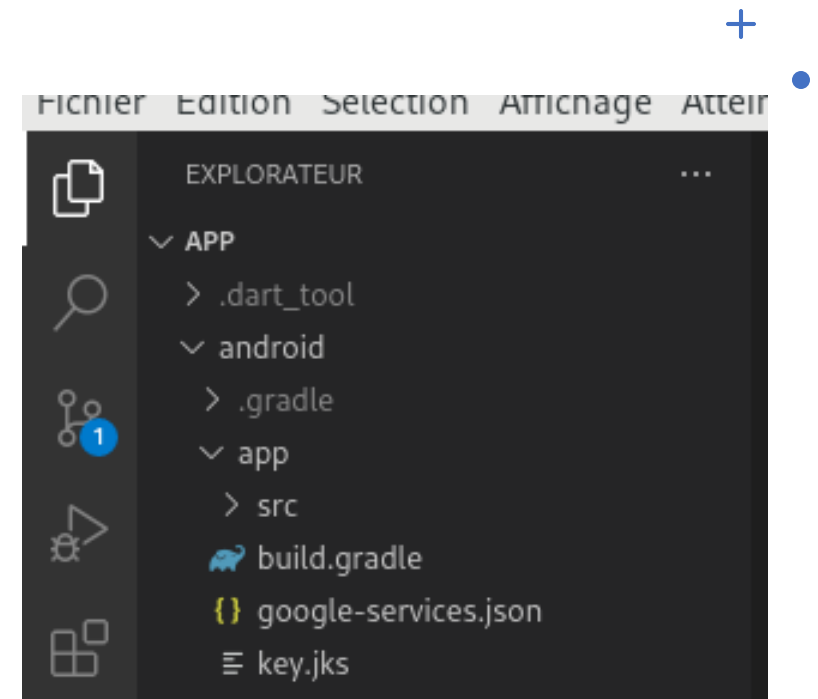 Fichier Edition Sélection Affichage
EXPLORATEUR ...
APP
.dart_tool
android
.gradle
app
src
1
build.gradle
{} google-services.json
key.jks